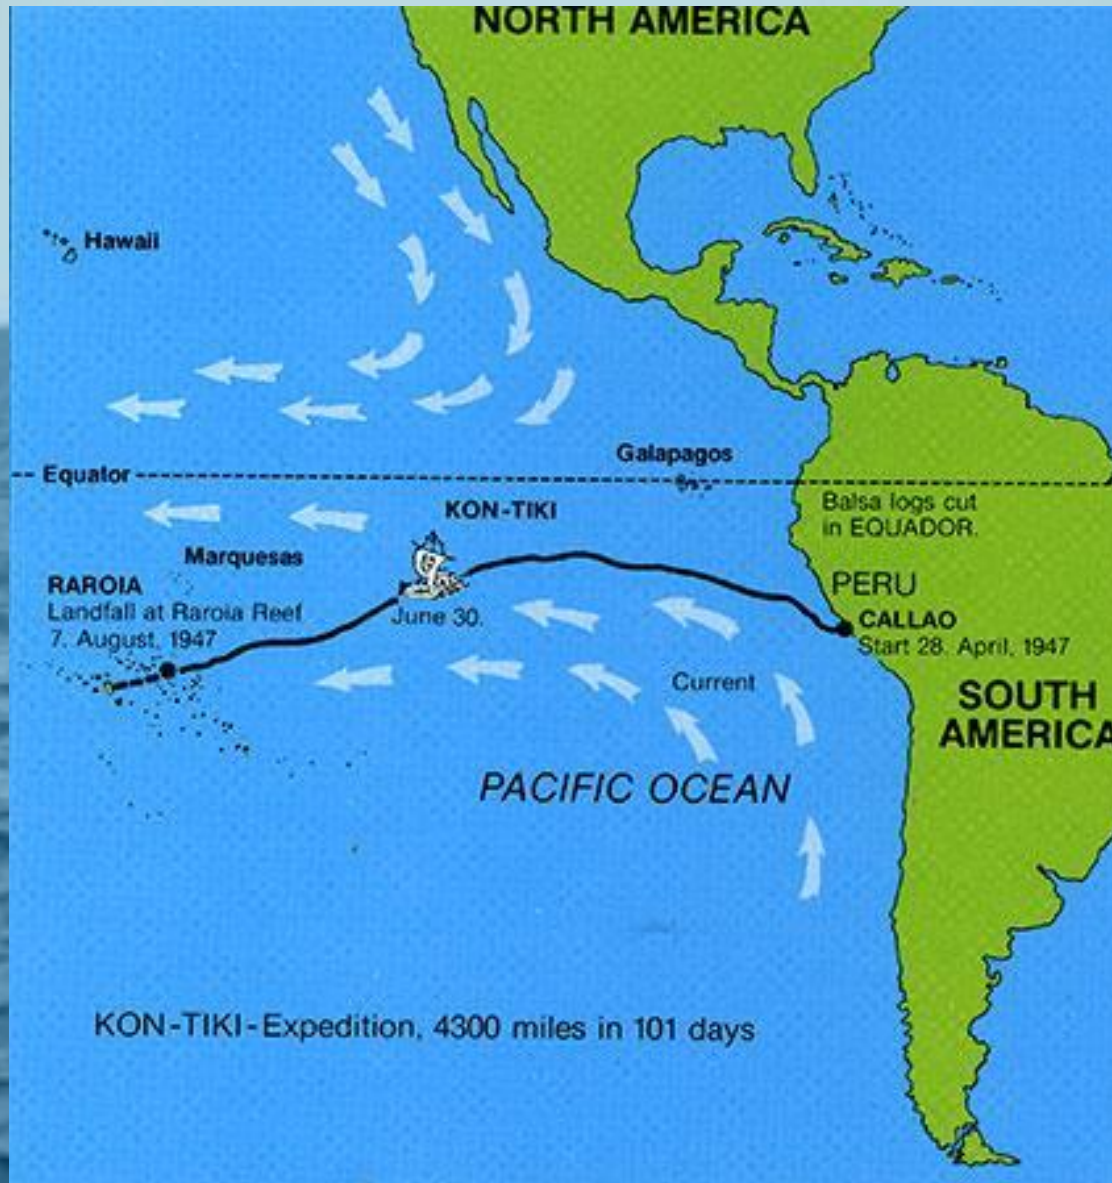 NORTH AMERICA
Hawaii
Equator
Galapagos
Balsa logs cut
in EQUADOR.
KON-TIKI
Marquesas
RAROIA
Landfall at Raroia Reef
7. August, 1947
June 30.
PERU
CALLAO
Start 28. April, 1947
Current
SOUTH
AMERICA
PACIFIC OCEAN
KON-TIKI-Expedition, 4300 miles in 101 days